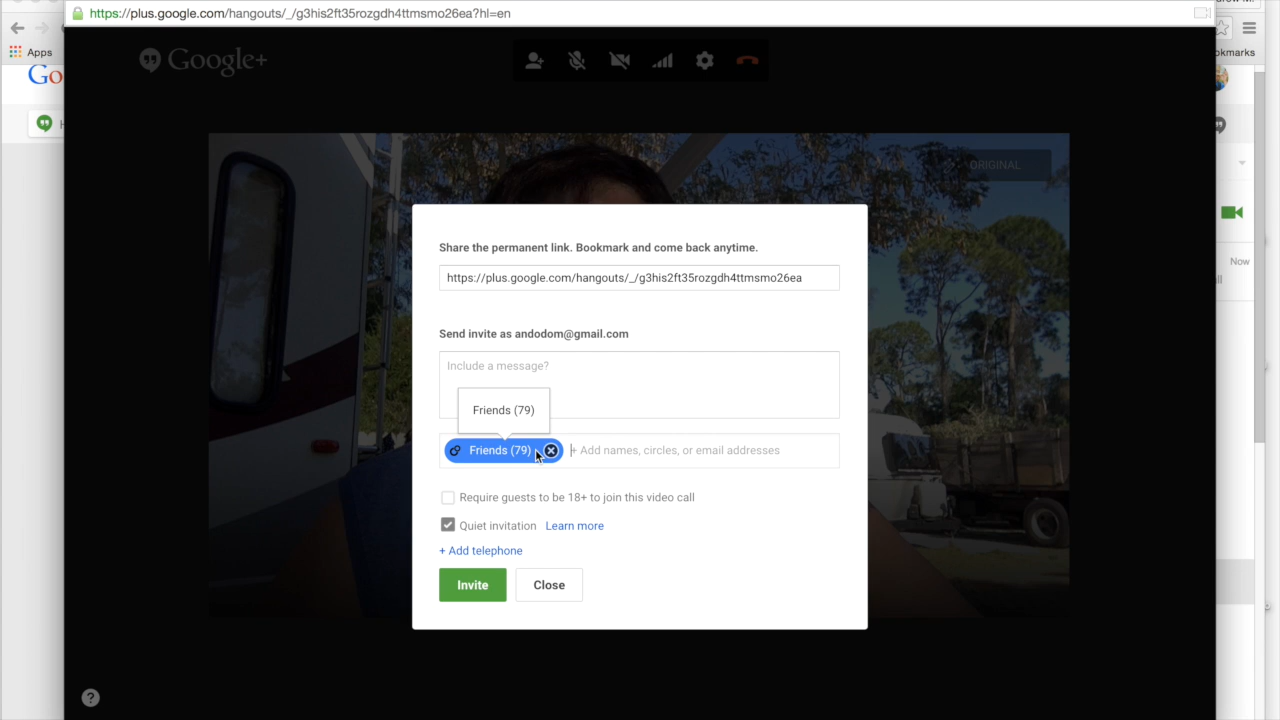 https://plus.google.com/hangouts/_/g3his2ft35rozgdh4ttmsmo26ea?hl=en
Apps
okmarks
Go
Google+
ORIGINAL
Now
Share the permanent link. Bookmark and come back anytime.
https://plus.google.com/hangouts/_/g3his2ft35rozgdh4ttmsmo26ea
Send invite as andodom@gmail.com
Include a message?
Friends (79)
Friends (79)
+ Add names, circles, or email addresses
Require guests to be 18+ to join this video call
Quiet invitation Learn more
+ Add telephone
Invite Close
?